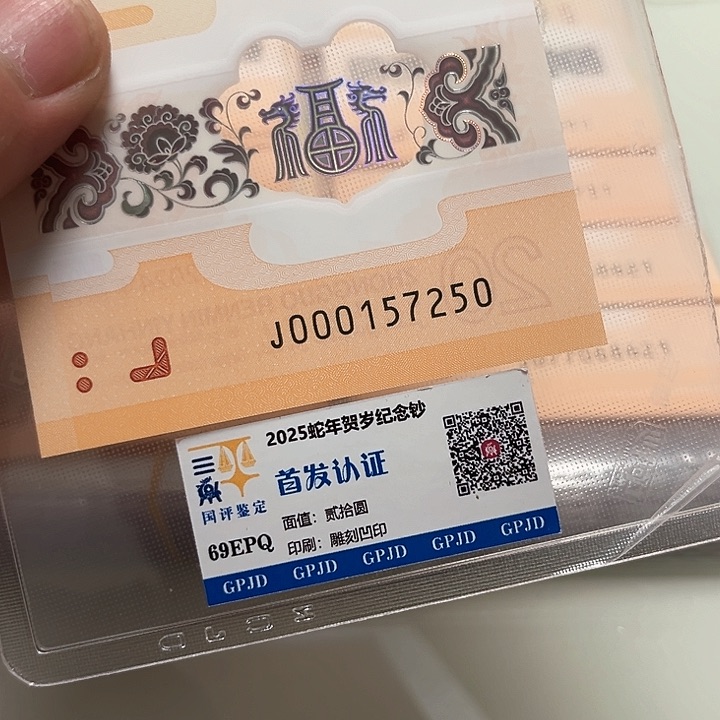 福
20
J000157250
2025蛇年贺岁纪念钞
首发认证
国评鉴定
面值：贰拾圆
69EPQ
印刷：雕刻凹印
GPJD GPJD GPJD GPJD GPJD